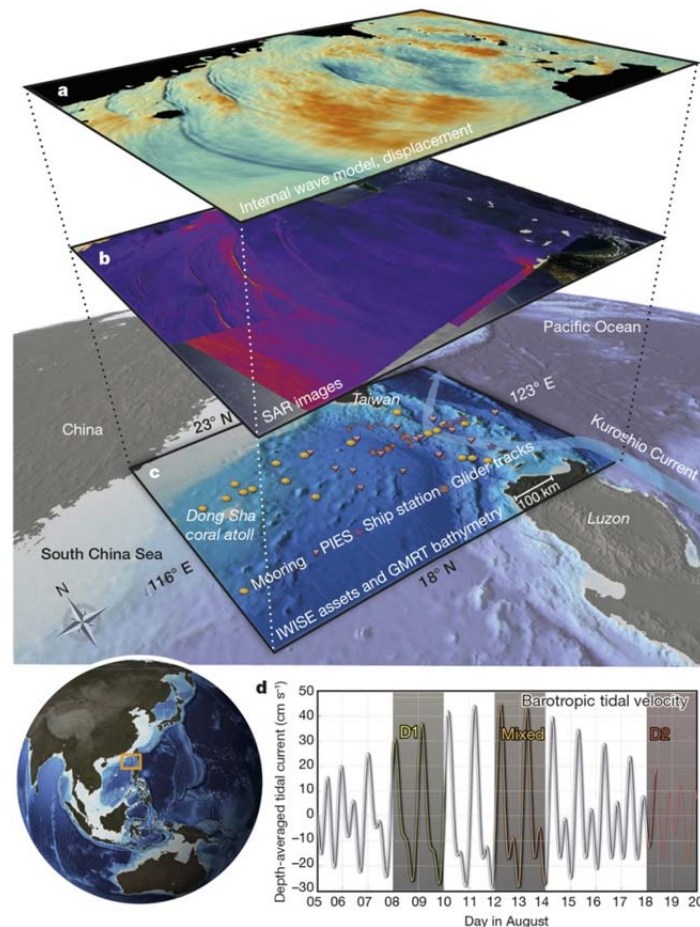 a
Internal wave model, displacement
b
SAR images
Pacific Ocean
Taiwan
123° E
China
23° N
Kuroshio Current
c
Dong Sha
coral atoll
Mooring
PIES
Ship station
Glider tracks
100 km
Luzon
South China Sea
116° E
18° N
IWISE assets and GMRT bathymetry
N
d
Barotropic tidal velocity
D1
Mixed
D2
Depth-averaged tidal current (cm s⁻¹)
50
40
30
20
10
0
–10
–20
–30
05 06 07 08 09 10 11 12 13 14 15 16 17 18 19 20
Day in August